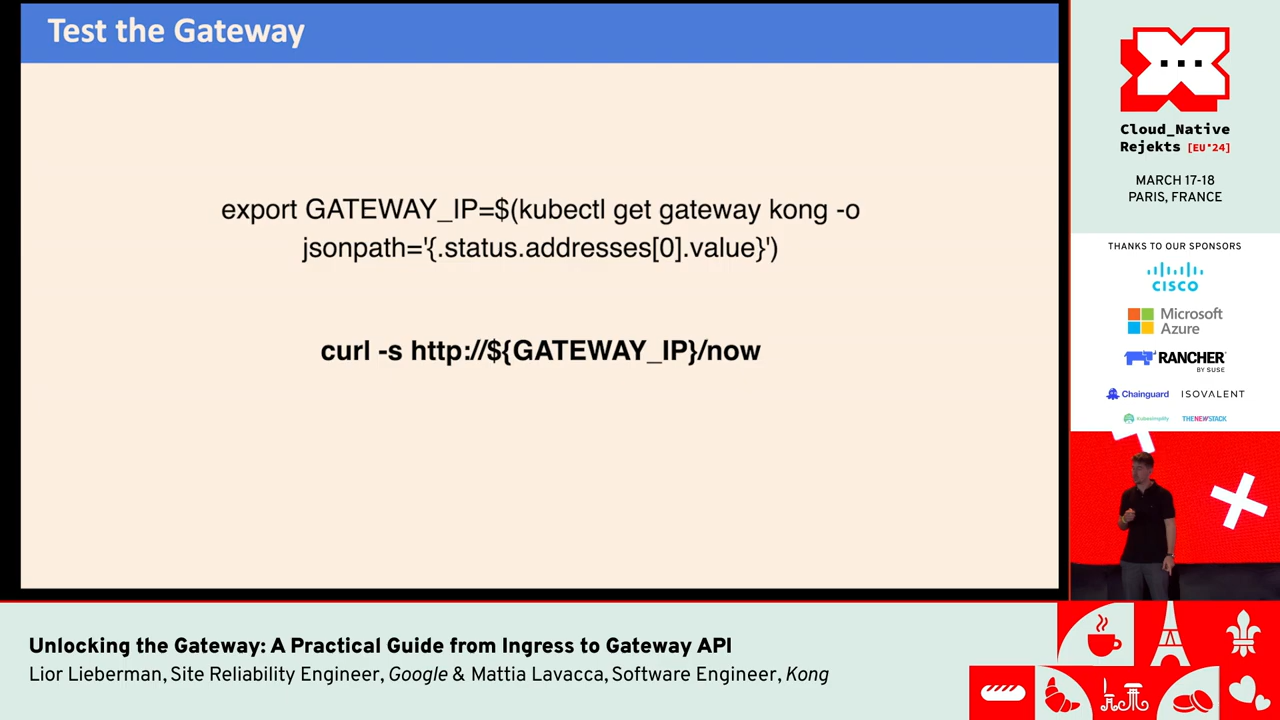 Test the Gateway
export GATEWAY_IP=$(kubectl get gateway kong -o
jsonpath='{.status.addresses[0].value}')
curl -s http://${GATEWAY_IP}/now
Cloud_Native
Rejekts [EU'24]
MARCH 17-18
PARIS, FRANCE
THANKS TO OUR SPONSORS
CISCO
Microsoft
Azure
RANCHER
BY SUSE
Chainguard
ISOVALENT
kubesimplify
THENEWSTACK
Unlocking the Gateway: A Practical Guide from Ingress to Gateway API
Lior Lieberman, Site Reliability Engineer, Google & Mattia Lavacca, Software Engineer, Kong